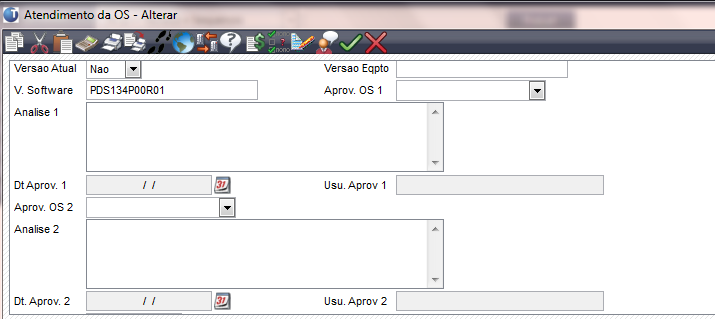 Atendimento da OS - Alterar
Versao Atual Nao Versao Eqpto
V. Software PDS134P00R01 Aprov. OS 1
Analise 1
Dt Aprov. 1 / / Usu. Aprov 1
Aprov. OS 2
Analise 2
Dt. Aprov. 2 / / Usu. Aprov 2